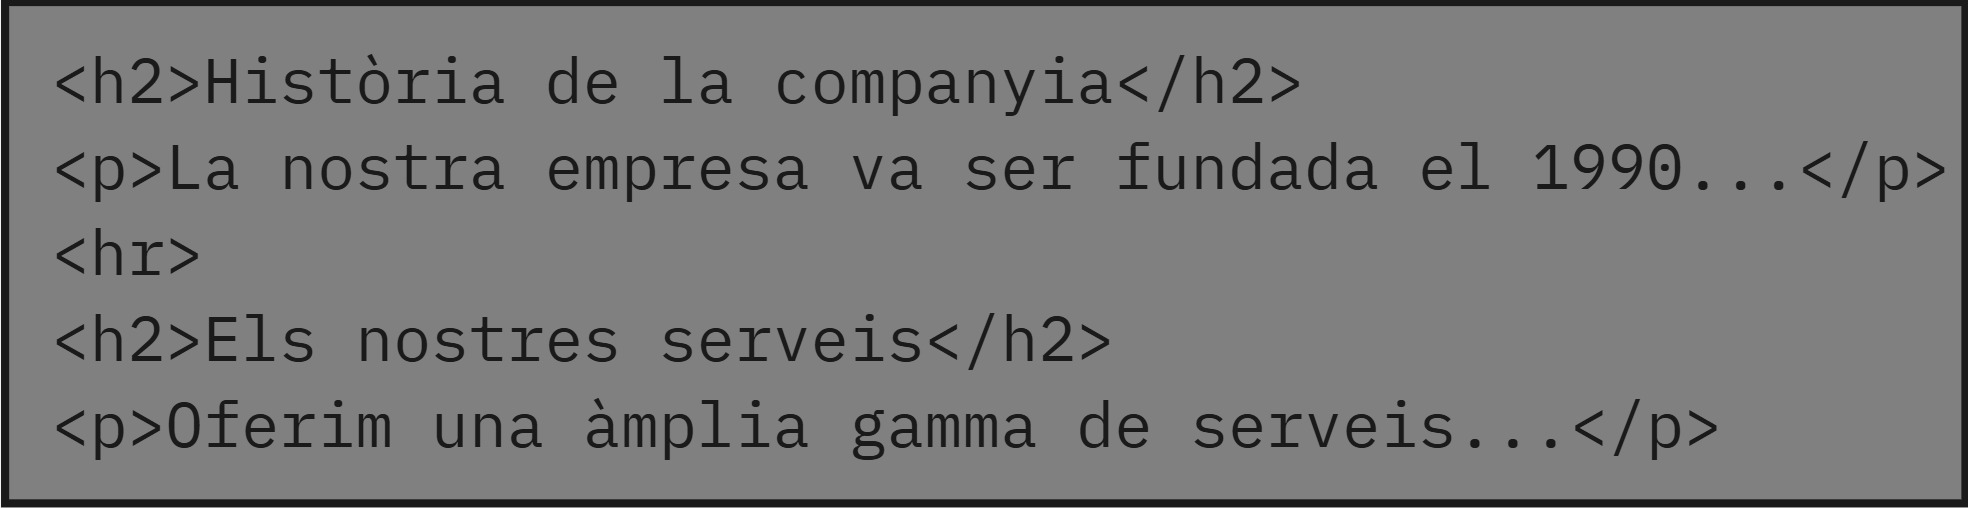 <h2>Història de la companyia</h2>
<p>La nostra empresa va ser fundada el 1990...</p>
<hr>
<h2>Els nostres serveis</h2>
<p>Oferim una àmplia gamma de serveis...</p>